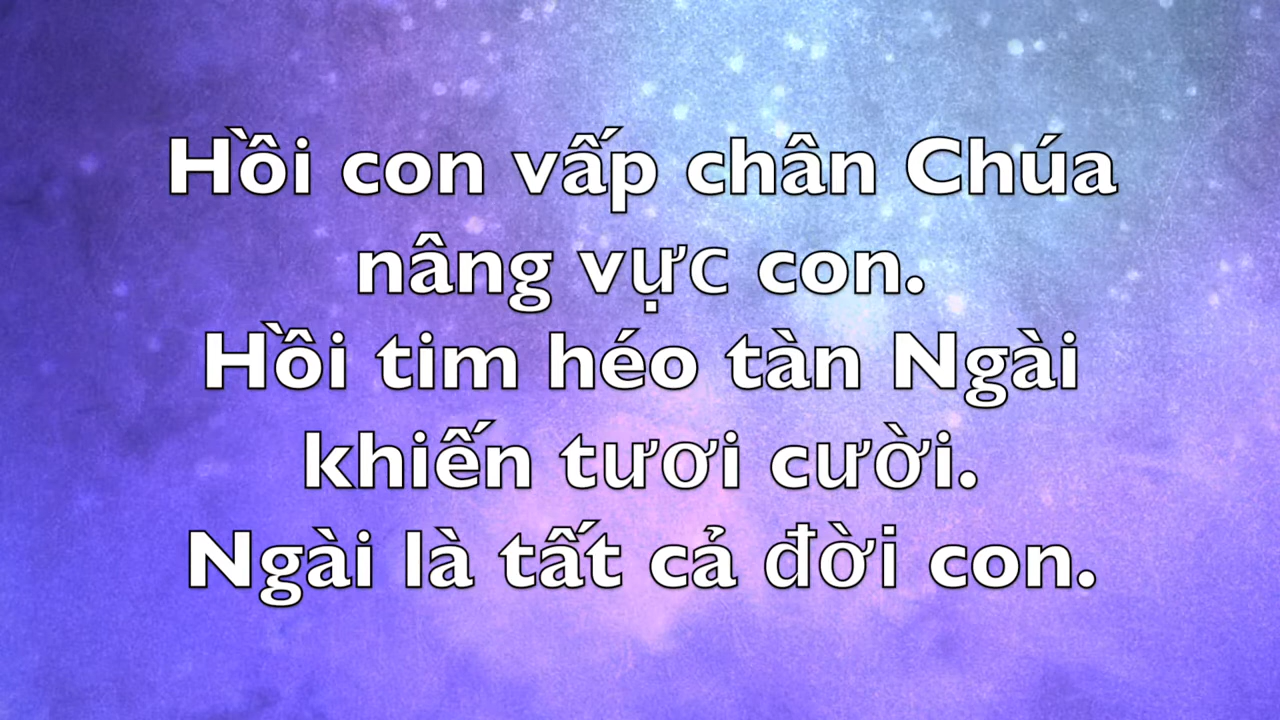 Hồi con vấp chân Chúa
nâng vực con.
Hồi tim héo tàn Ngài
khiến tươi cười.
Ngài là tất cả đời con.